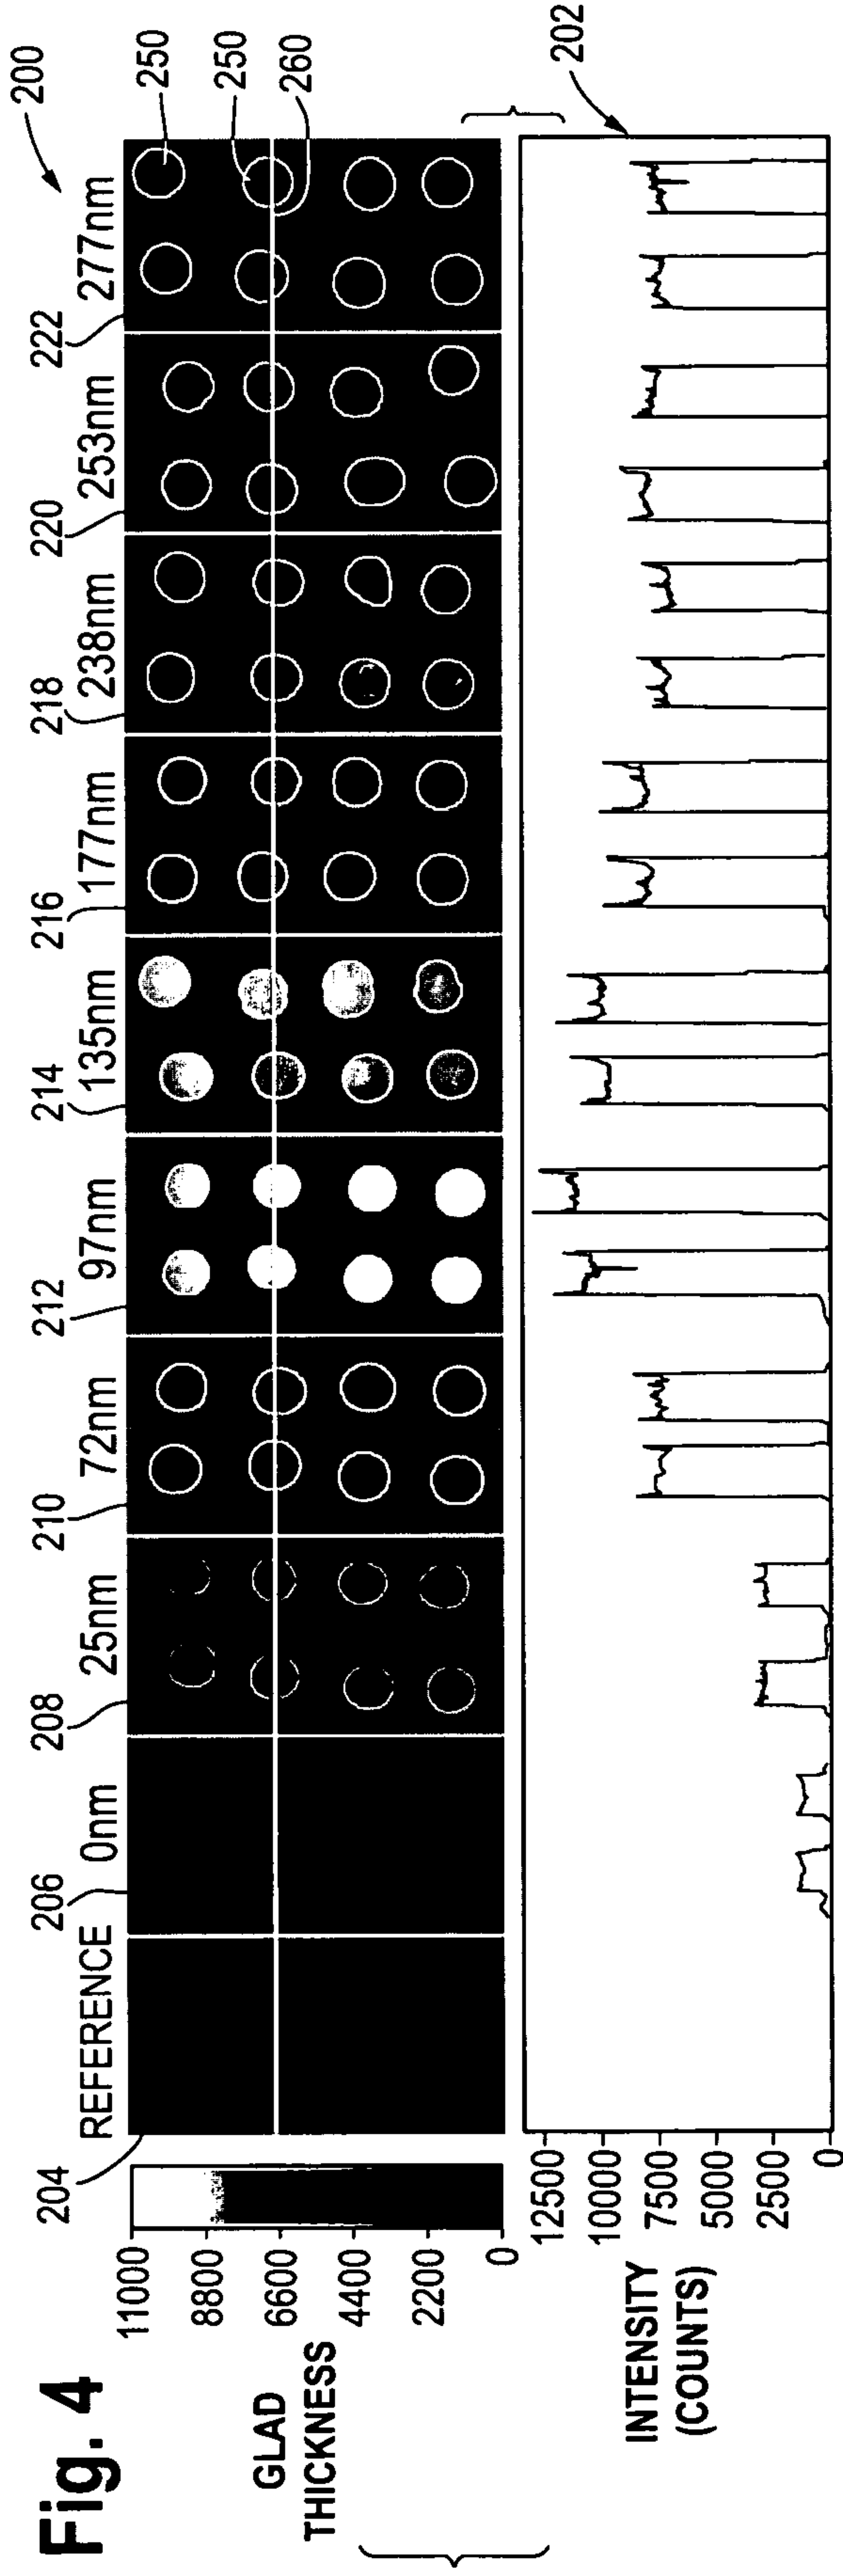 Fig. 4
200
204
206
208
210
212
214
216
218
220
222
REFERENCE
0nm
25nm
72nm
97nm
135nm
177nm
238nm
253nm
277nm
250
250
260
GLAD
THICKNESS
11000
8800
6600
4400
2200
0
202
INTENSITY
(COUNTS)
12500
10000
7500
5000
2500
0